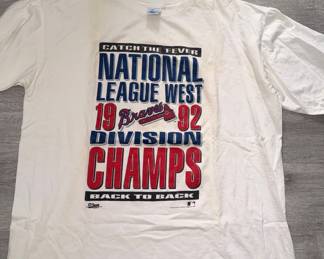 CATCH THE FEVER
NATIONAL
LEAGUE WEST
19 Braves 92
DIVISION
CHAMPS
BACK TO BACK